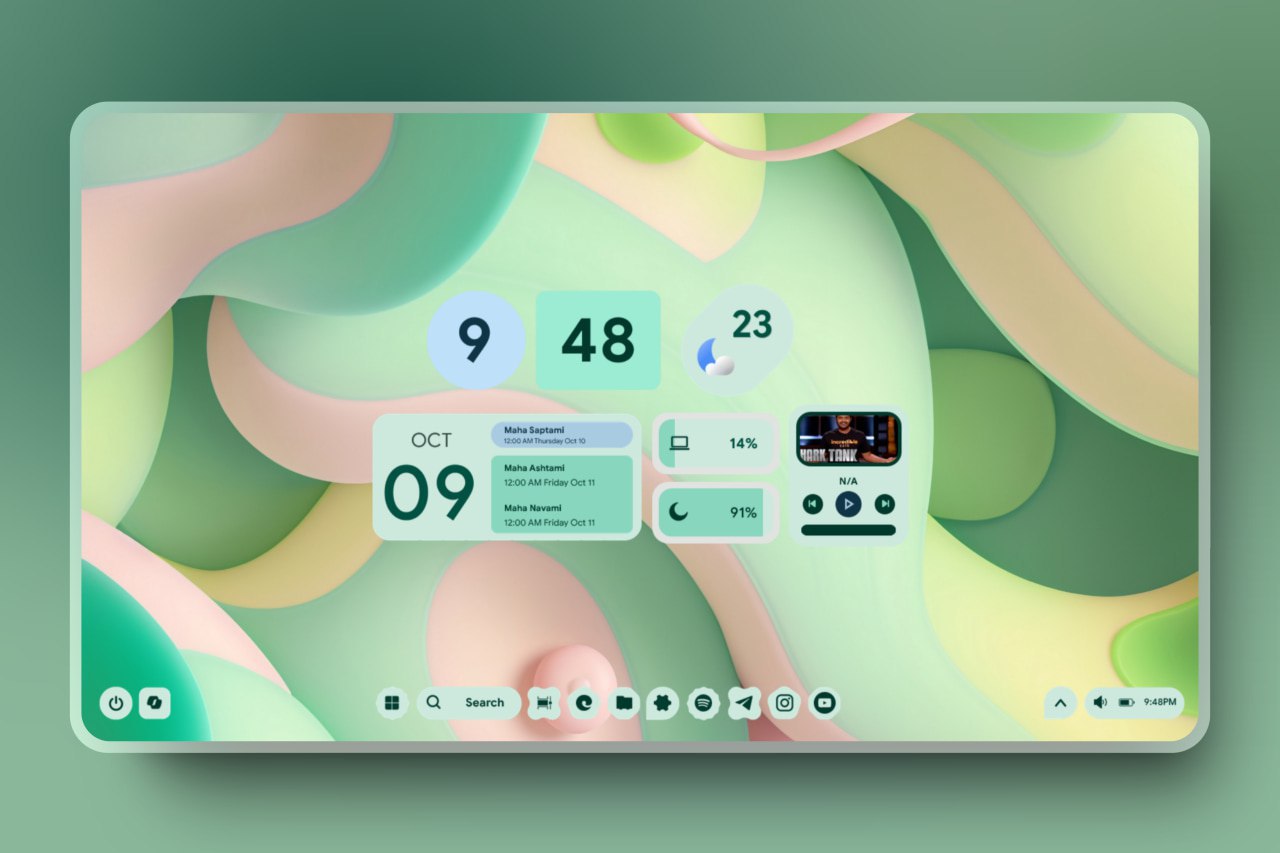 9
48
23
OCT
09
Maha Saptami
12:00 AM Thursday Oct 10
Maha Ashtami
12:00 AM Friday Oct 11
Maha Navami
12:00 AM Friday Oct 11
14%
91%
TANK
N/A
Search
9:48PM